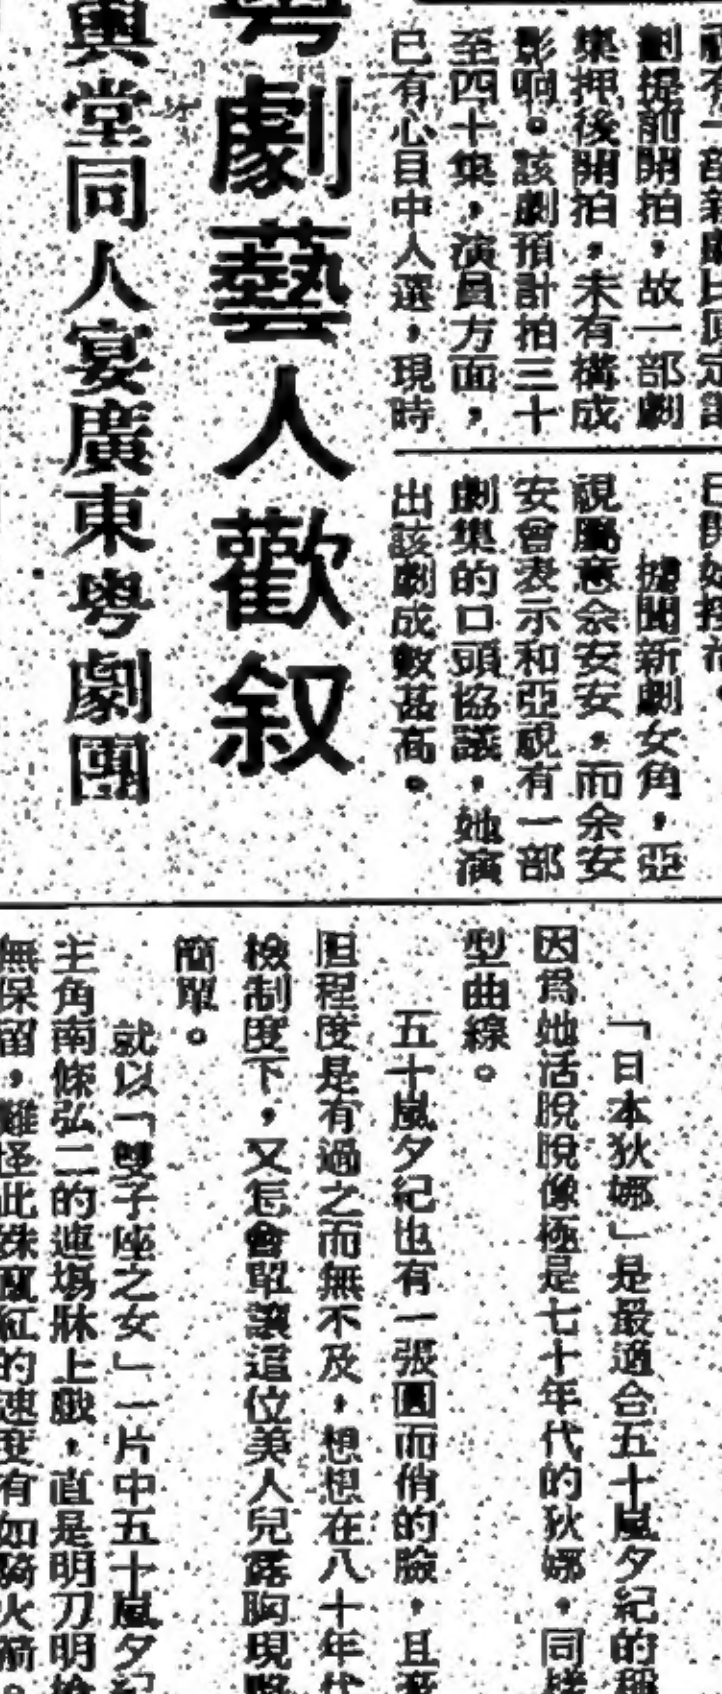 劃提前開拍，故一部劇
集押後開拍，未有構成
影响。該劇預計拍三十
至四十集，演員方面，
已有心目中人選，現時
據聞新劇女角，亞
視屬意余安安，而余安
安會表示和亞視有一部
劇集的口頭協議，她演
出該劇成數甚高。
粵劇藝人歡叙
興堂同人宴廣東粵劇團
「日本狄娜」是最適合五十嵐夕紀的稱
因爲她活脫脫像極是七十年代的狄娜，同樣
型曲線。
五十嵐夕紀也有一張圓而俏的臉，且
但程度是有過之而無不及，想想在八十年代
檢制度下，又怎會單讓這位美人兒露胸現
簡單。
就以「雙子座之女」一片中五十嵐夕紀
主角南條弘二的連塲牀上戲，直是明刀明槍
無保留，難怪此姝竄紅的速度有如騎火箭。